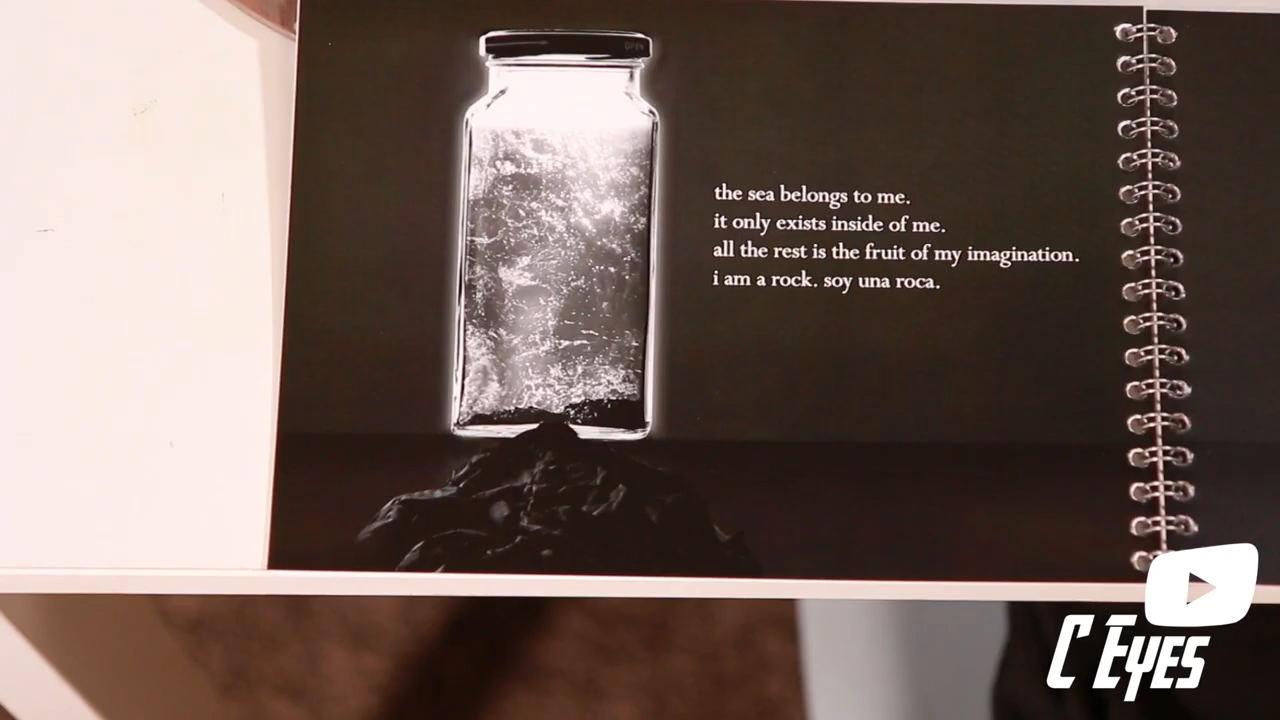 OPEN
the sea belongs to me.
it only exists inside of me.
all the rest is the fruit of my imagination.
i am a rock. soy una roca.
C EYES